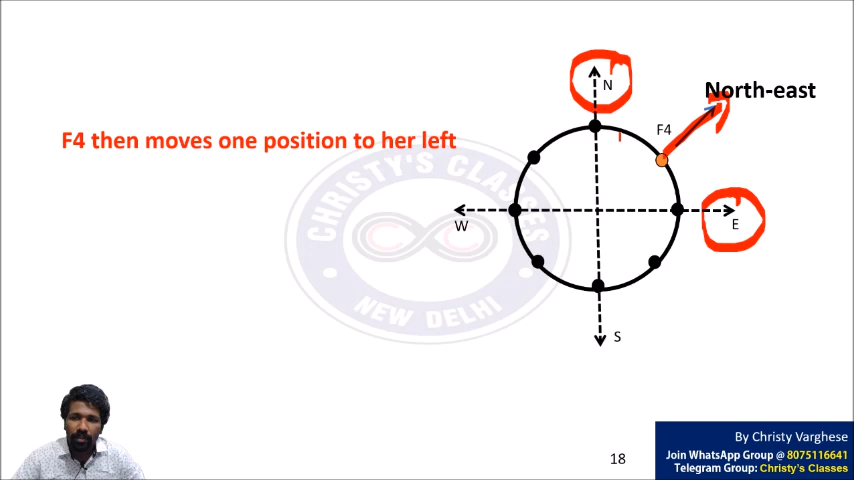 N
North-east
F4
F4 then moves one position to her left
CHRISTY'S CLASSES
W
E
NEW DELHI
S
18
By Christy Varghese
Join WhatsApp Group @ 8075116641
Telegram Group: Christy's Classes